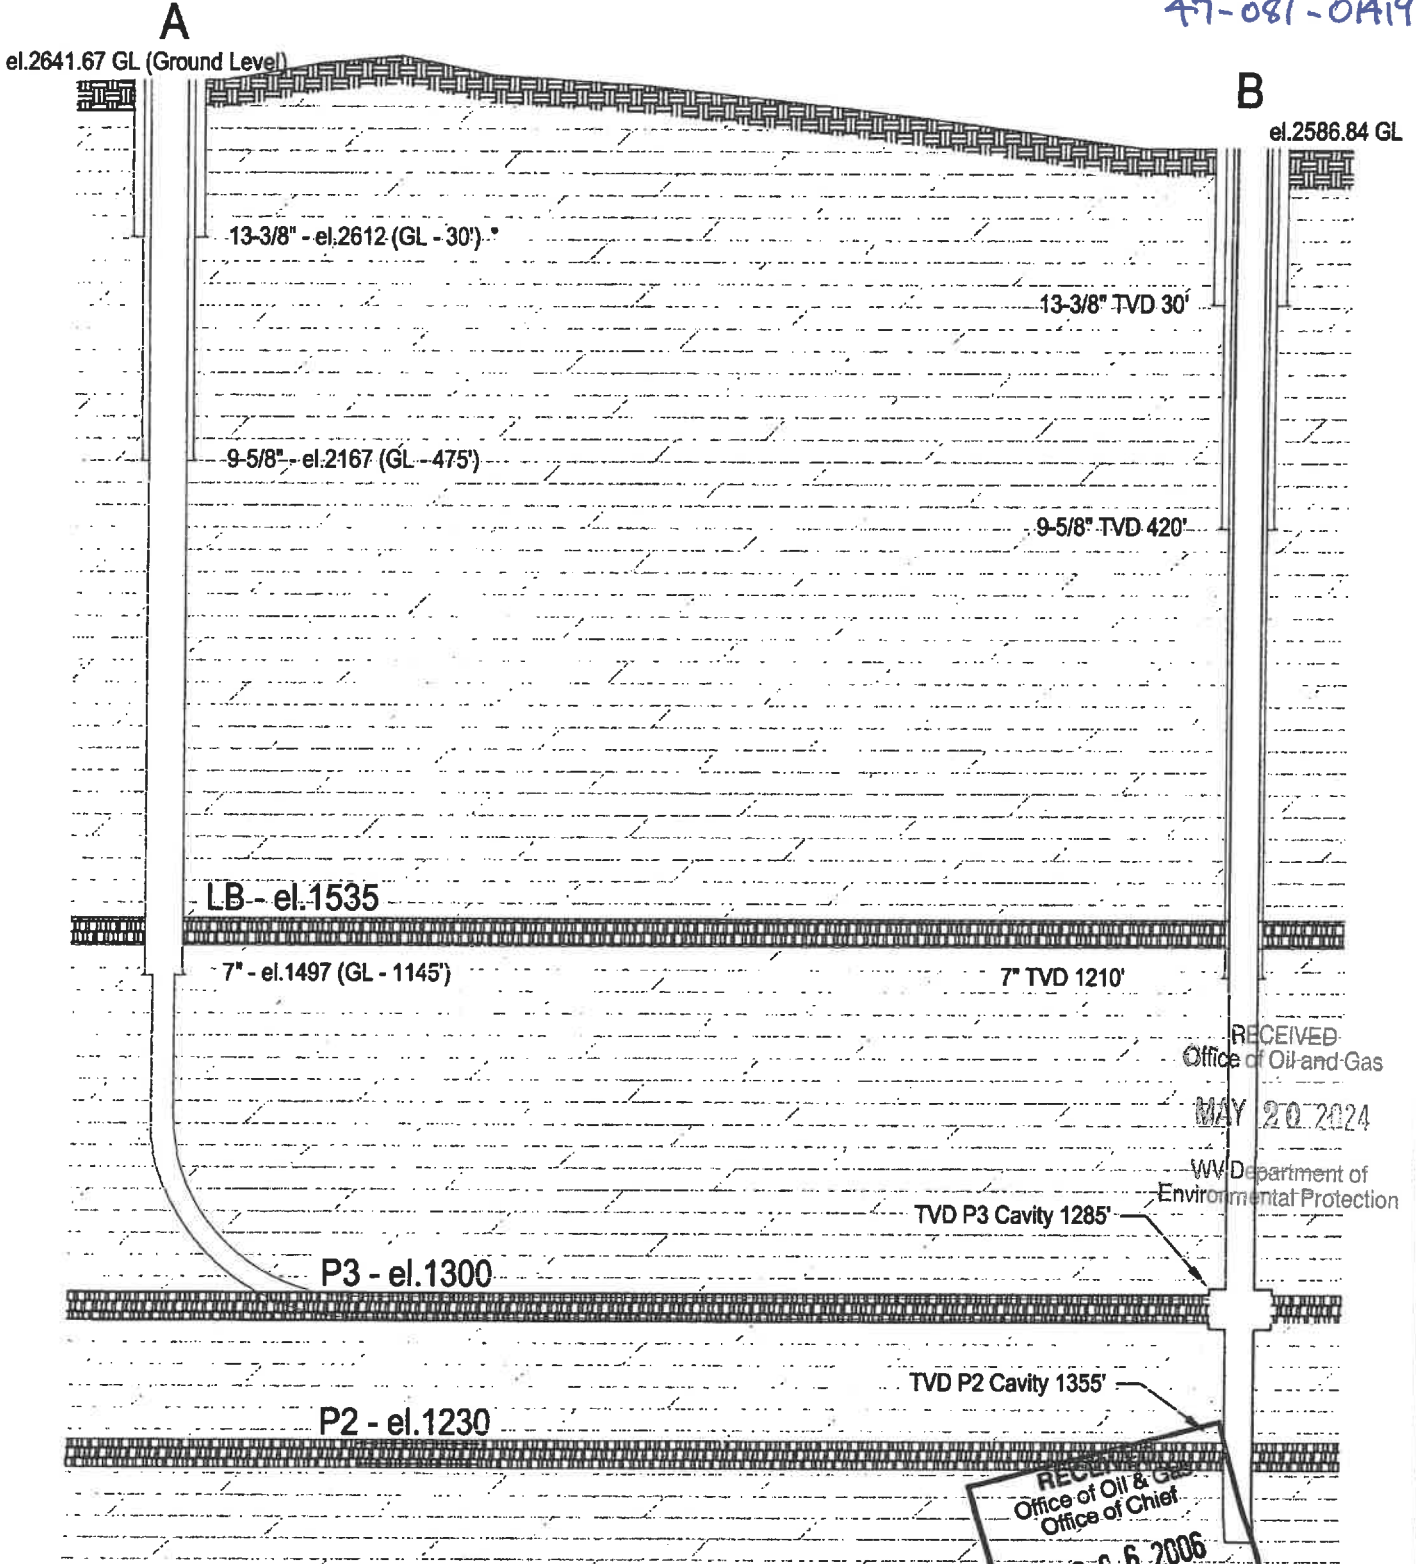 47-081-01419
A
el.2641.67 GL (Ground Level)
B
el.2586.84 GL
13-3/8" - el.2612 (GL - 30')
13-3/8" TVD 30'
9-5/8" - el.2167 (GL - 475')
9-5/8" TVD 420'
LB - el.1535
7" - el.1497 (GL - 1145')
7" TVD 1210'
RECEIVED
Office of Oil and Gas
MAY 20 2024
WV Department of
Environmental Protection
TVD P3 Cavity 1285'
P3 - el.1300
TVD P2 Cavity 1355'
P2 - el.1230
Office of Oil & Gas
Office of Chief
6 2006